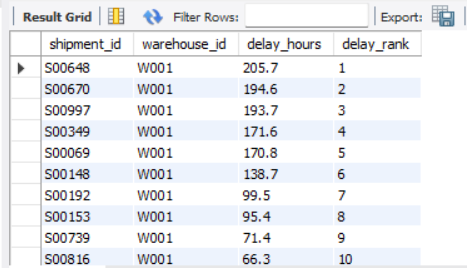 Result Grid Filter Rows: Export:
shipment_id warehouse_id delay_hours delay_rank
S00648 W001 205.7 1
S00670 W001 194.6 2
S00997 W001 193.7 3
S00349 W001 171.6 4
S00069 W001 170.8 5
S00148 W001 138.7 6
S00192 W001 99.5 7
S00153 W001 95.4 8
S00739 W001 71.4 9
S00816 W001 66.3 10